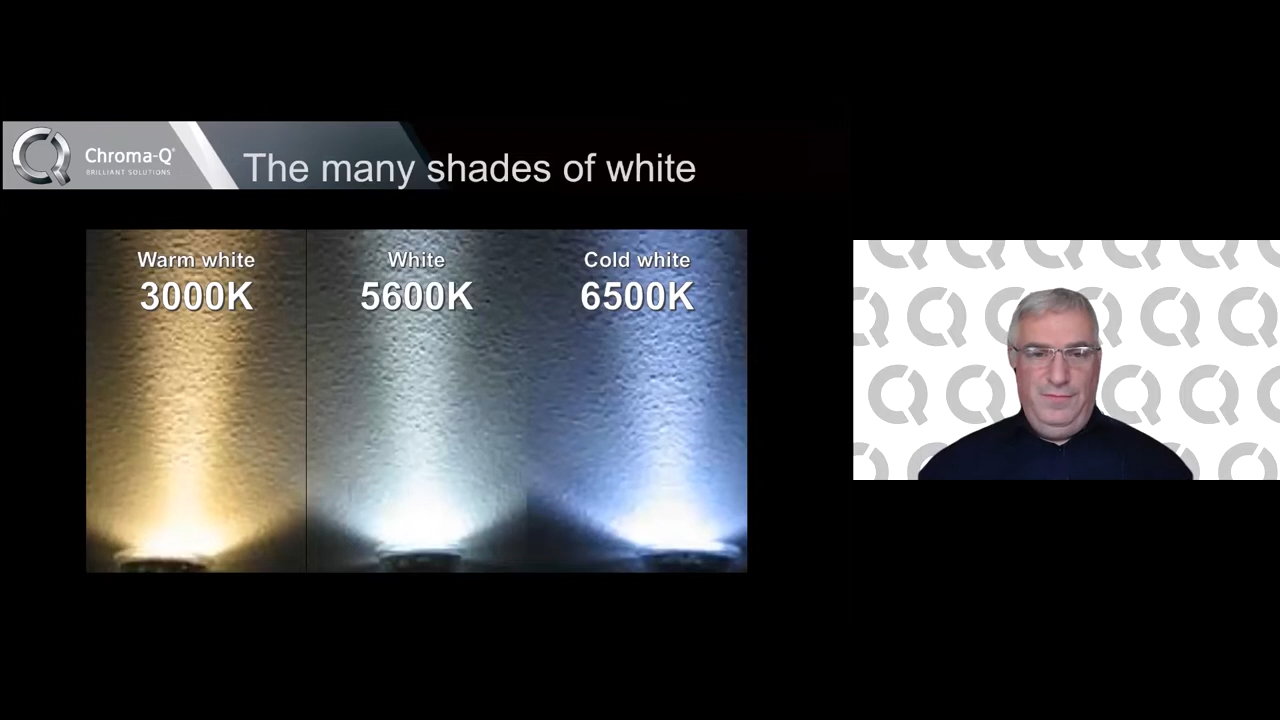 Chroma-Q®
BRILLIANT SOLUTIONS
The many shades of white
Warm white
3000K
White
5600K
Cold white
6500K